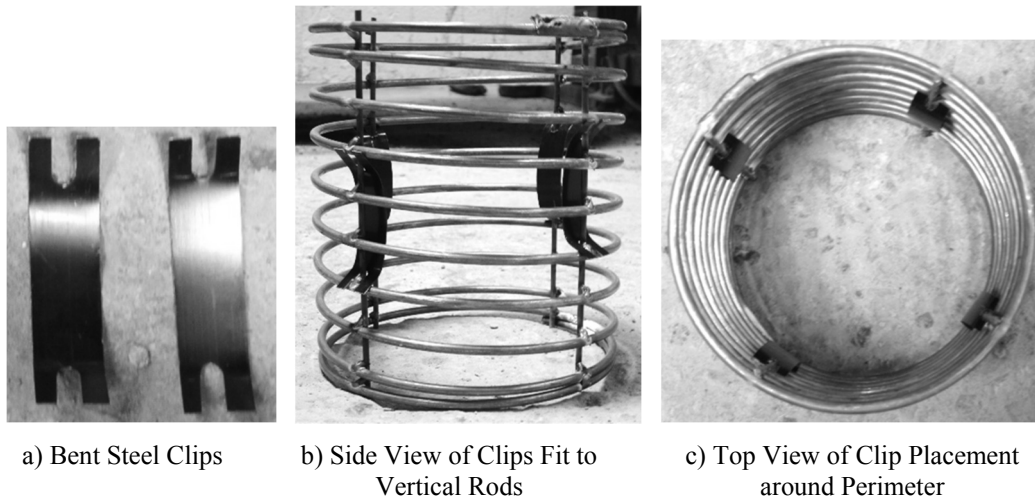 a) Bent Steel Clips
b) Side View of Clips Fit to
Vertical Rods
c) Top View of Clip Placement
around Perimeter